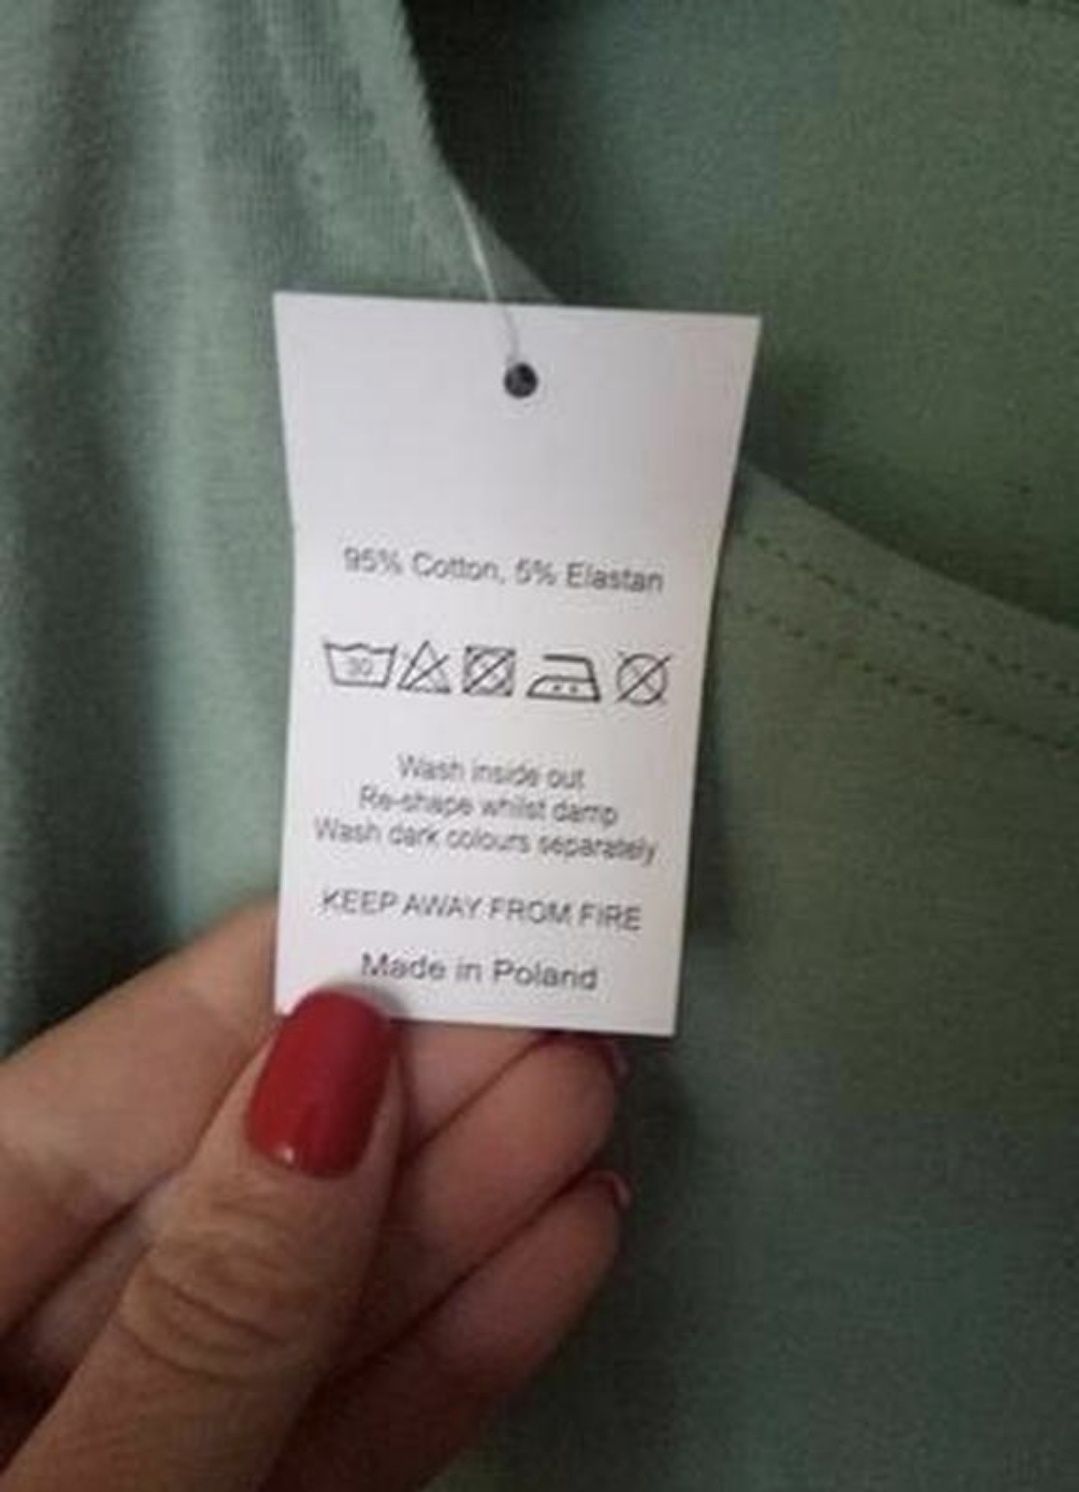 95% Cotton, 5% Elastan
30
Wash inside out
Re-shape whilst damp
Wash dark colours separately
KEEP AWAY FROM FIRE
Made in Poland